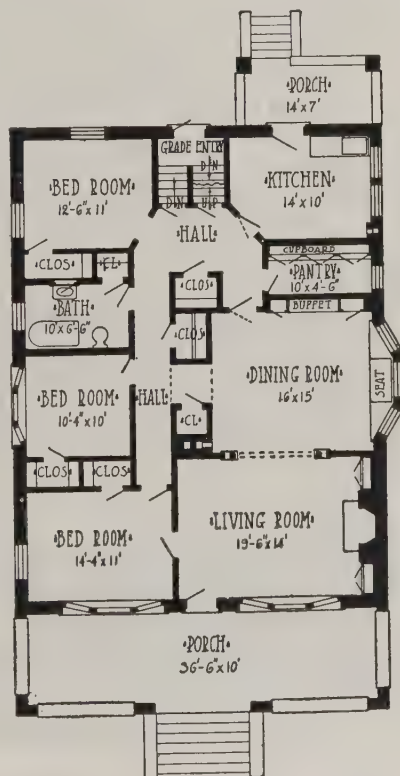 PORCH
14'x7'
GRADE ENTRY
DN
BED ROOM
12'-6"x11'
DN
UP
KITCHEN
14'x10'
HALL
CUPBOARD
CLOS
CL
PANTRY
10'x4'-6"
CLOS
BUFFET
BATH
10'x6'-6"
CLOS
DINING ROOM
16'x15'
SEAT
BED ROOM
10'-4"x10'
HALL
CL
CLOS
CLOS
LIVING ROOM
19'-6"x14'
BED ROOM
14'-4"x11'
PORCH
36'-6"x10'